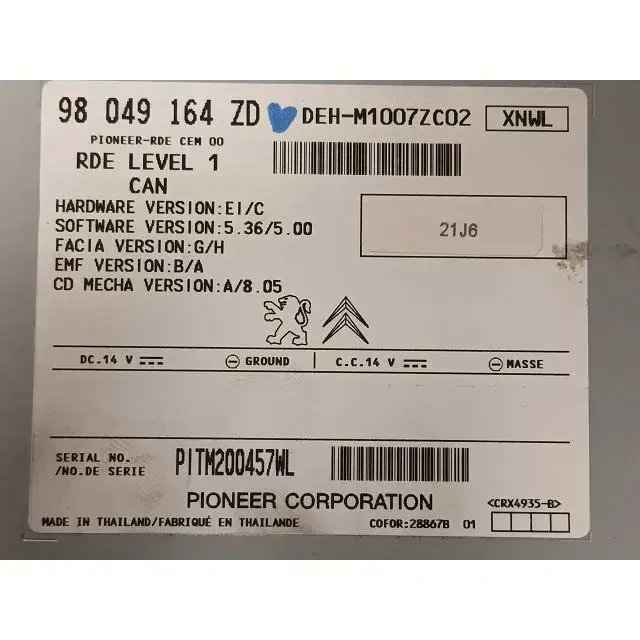 98 049 164 ZD DEH-M1007ZC02 XNWL
PIONEER-RDE CEM 00
RDE LEVEL 1
CAN
HARDWARE VERSION:EI/C
SOFTWARE VERSION:5.36/5.00
21J6
FACIA VERSION:G/H
EMF VERSION:B/A
CD MECHA VERSION:A/8.05
DC.14 V GROUND C.C.14 V MASSE
SERIAL NO.
/NO.DE SERIE
PITM200457WL
PIONEER CORPORATION
<CRX4935-B>
MADE IN THAILAND/FABRIQUÉ EN THAILANDE COFOR:28867B 01